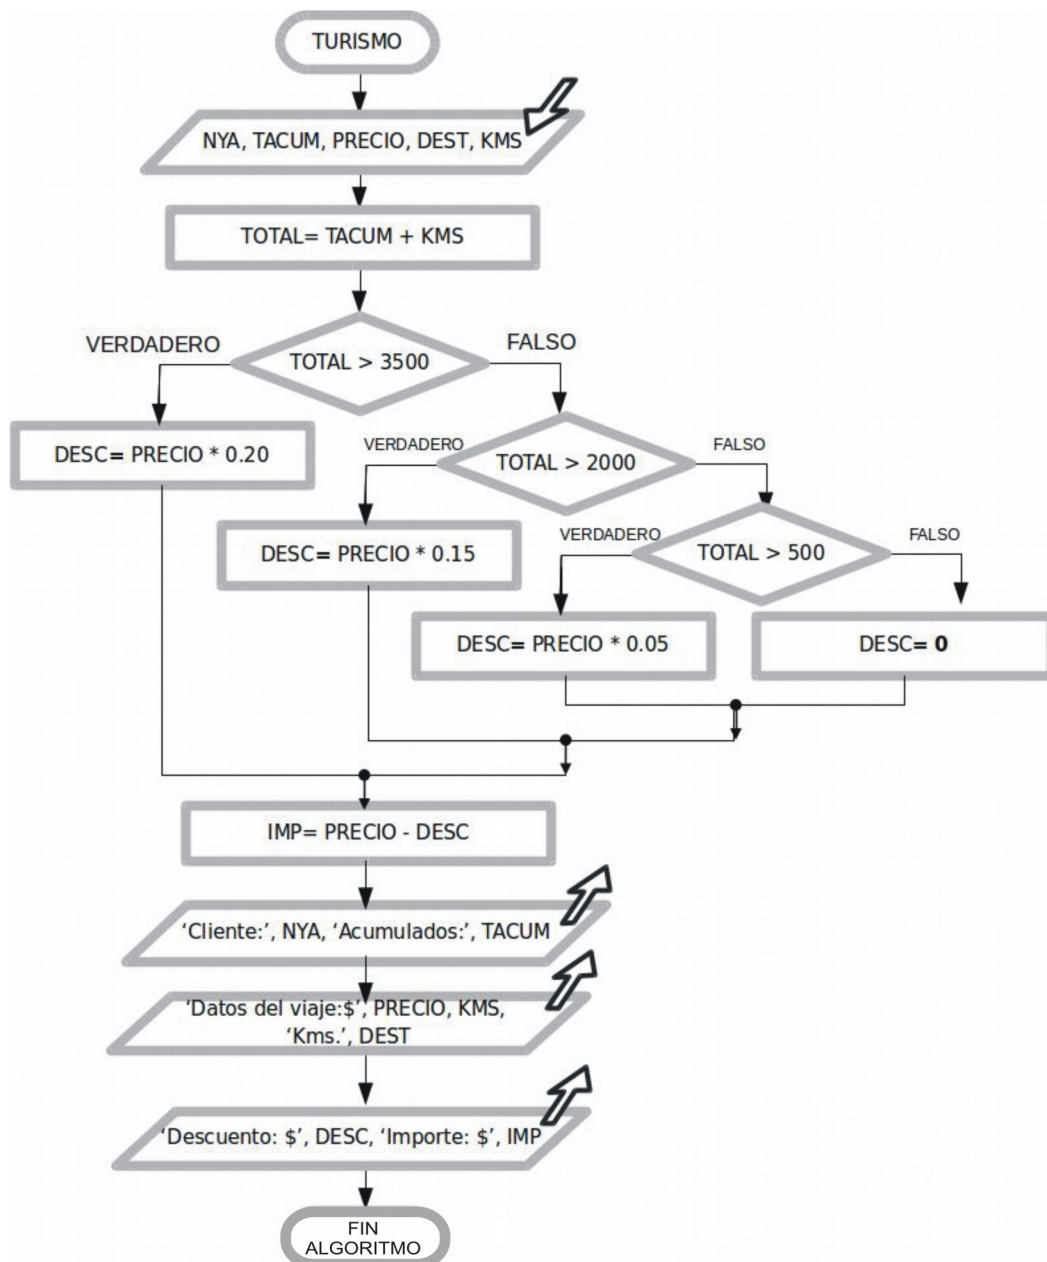 TURISMO
NYA, TACUM, PRECIO, DEST, KMS
TOTAL= TACUM + KMS
VERDADERO
TOTAL > 3500
FALSO
DESC= PRECIO * 0.20
VERDADERO
TOTAL > 2000
FALSO
DESC= PRECIO * 0.15
VERDADERO
TOTAL > 500
FALSO
DESC= PRECIO * 0.05
DESC= 0
IMP= PRECIO - DESC
‘Cliente:’, NYA, ‘Acumulados:’, TACUM
‘Datos del viaje:$’, PRECIO, KMS,
‘Kms.’, DEST
‘Descuento: $’, DESC, ‘Importe: $’, IMP
FIN
ALGORITMO